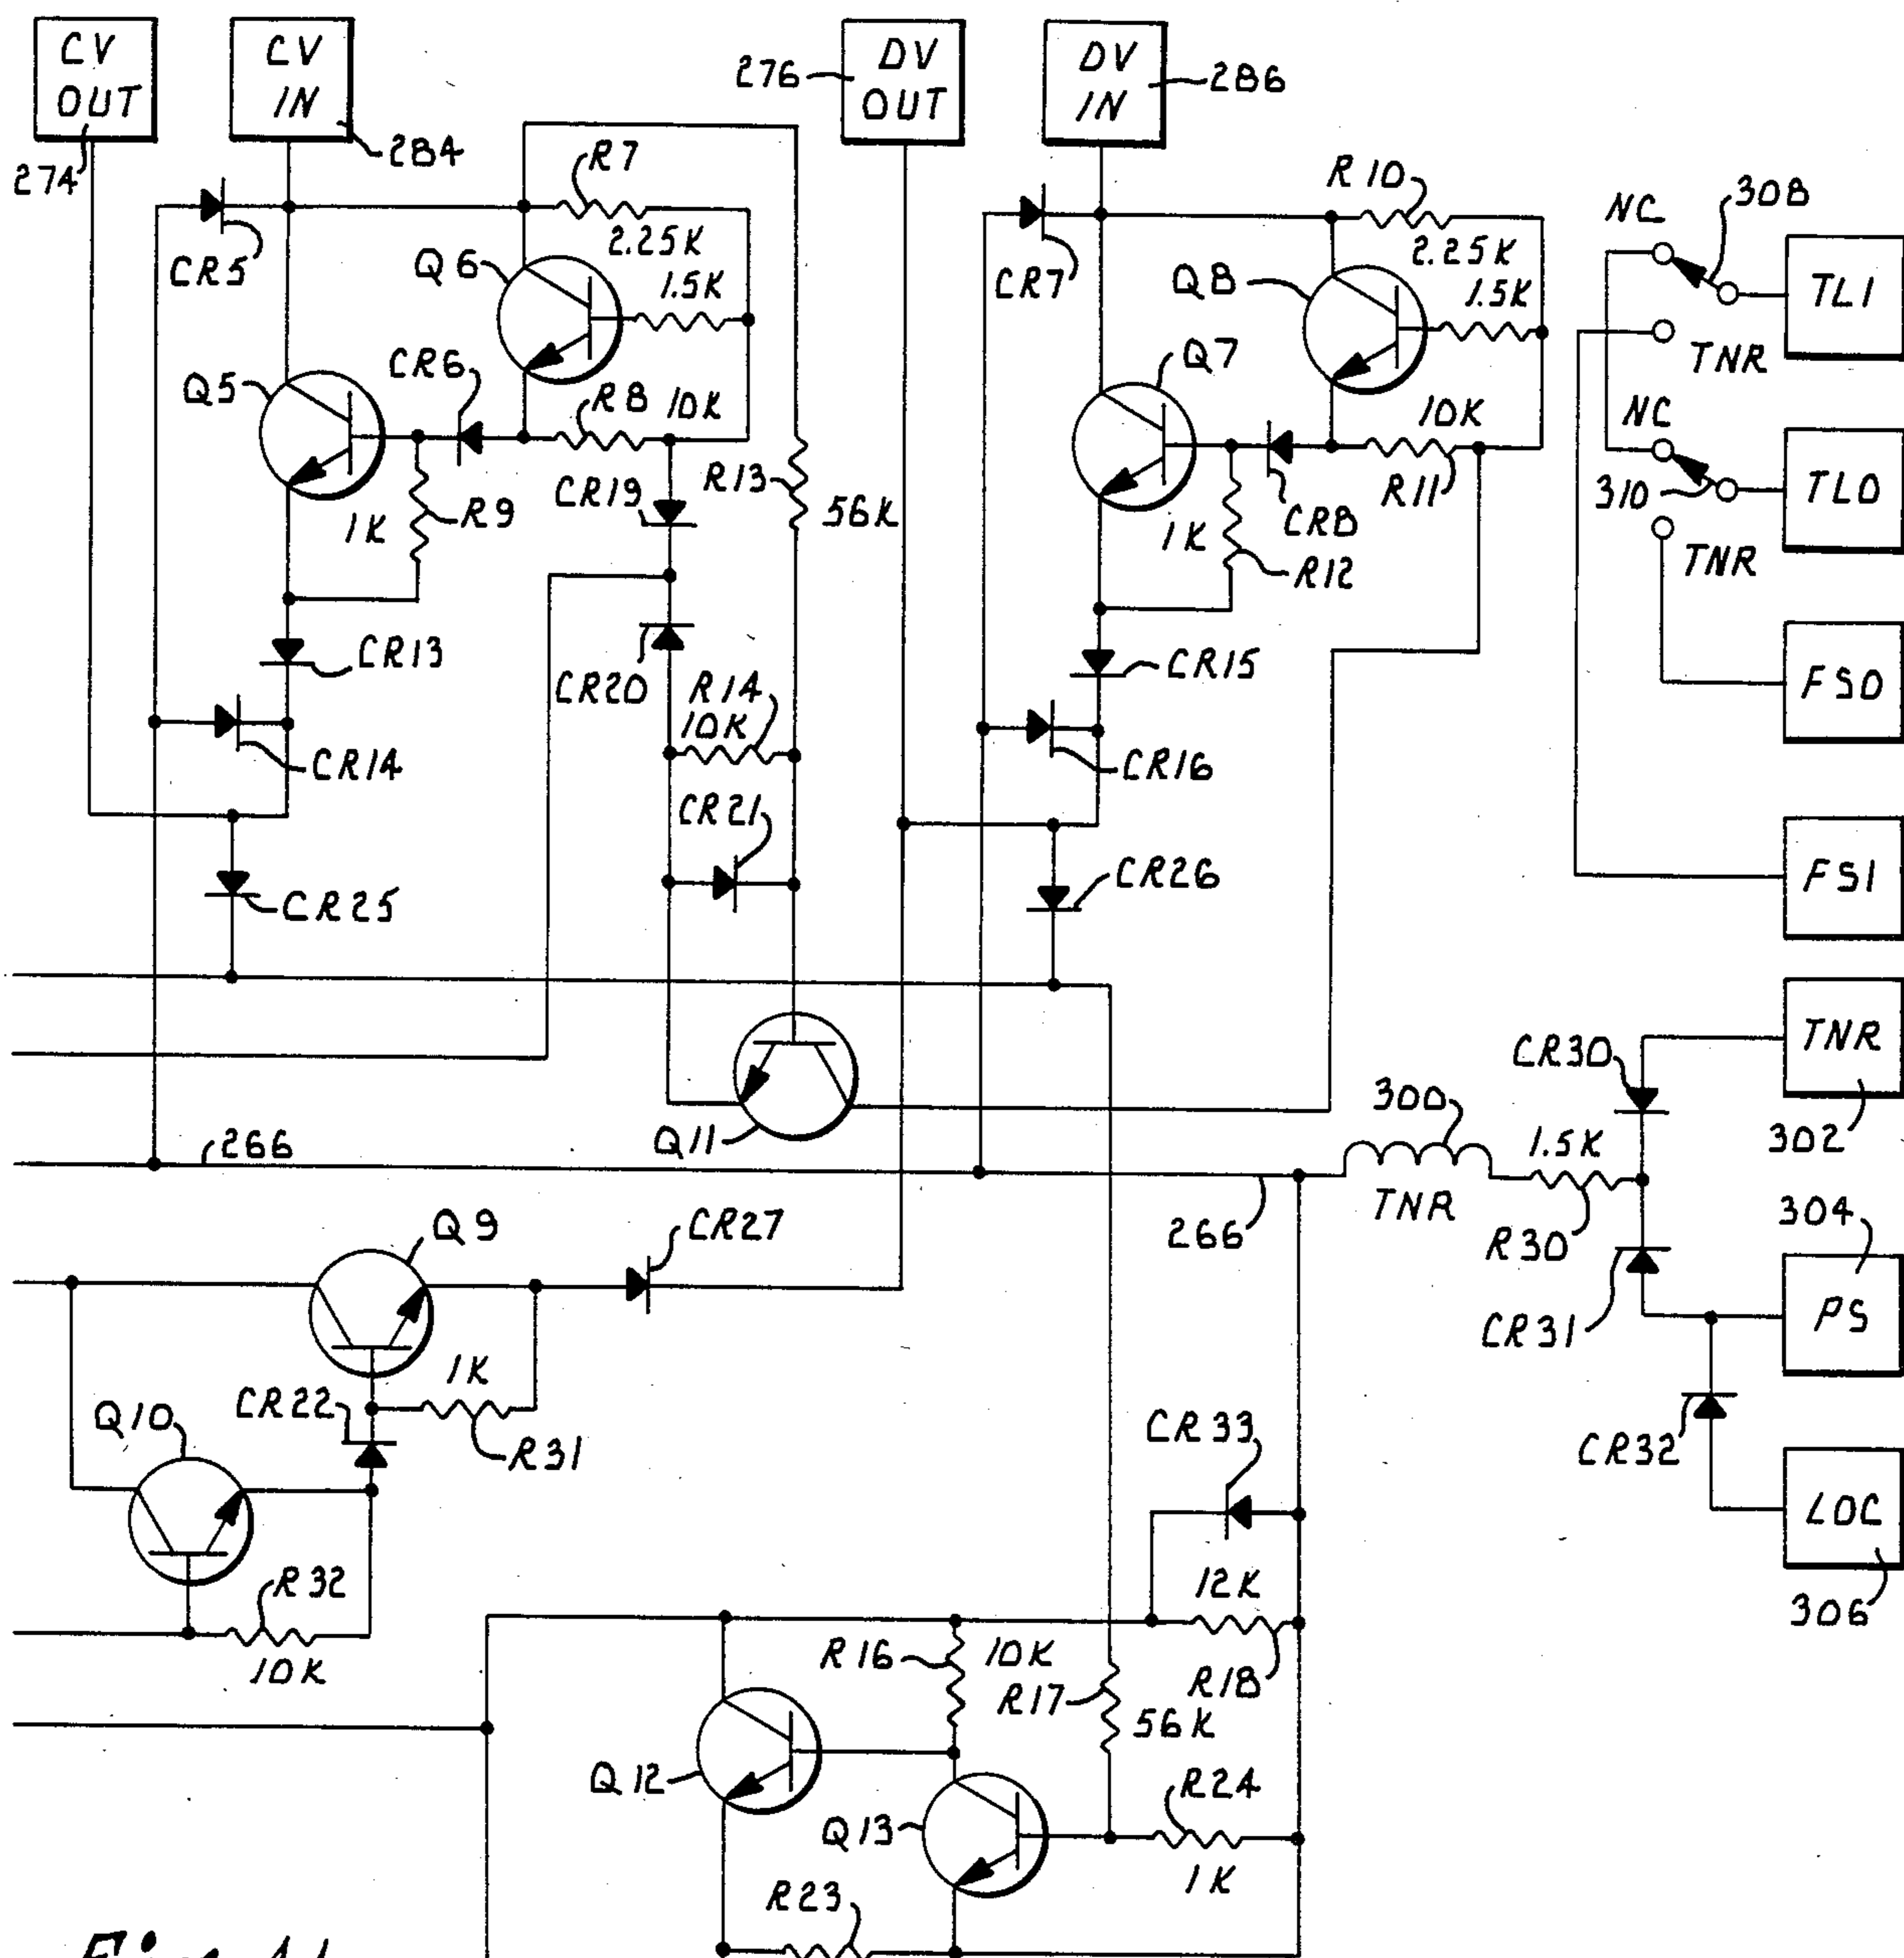 CV
OUT
CV
IN
DV
OUT
DV
IN
276
286
274
284
R7
R10
NC
308
CR5
2.25K
Q6
1.5K
CR7
2.25K
Q8
1.5K
TL1
TNR
Q5
CR6
R8
10K
Q7
10K
NC
CR19
R13
56K
R11
310
TL0
1K
R9
1K
CR8
R12
TNR
CR13
CR20
R14
10K
CR15
FS0
CR14
CR16
CR21
CR25
CR26
FS1
CR30
TNR
300
266
Q11
1.5K
302
TNR
266
R30
304
Q9
CR27
CR31
PS
1K
CR22
Q10
R31
CR33
CR32
LOC
R32
12K
306
10K
R16
10K
R17
R18
56K
Q12
R24
Q13
1K
R23